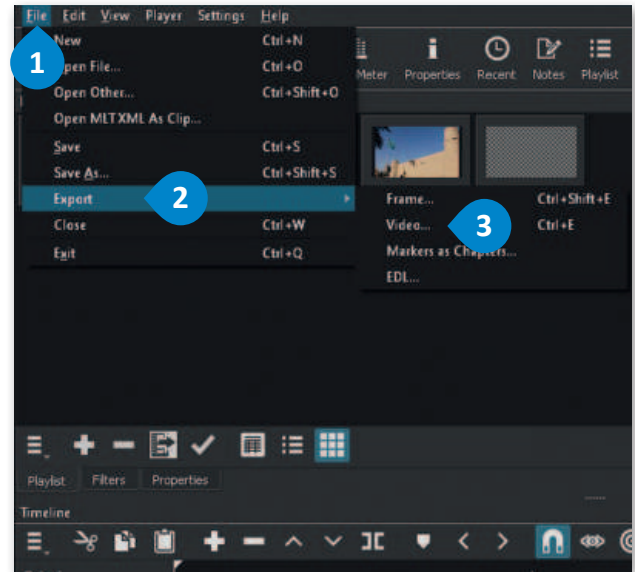 File Edit View Player Settings Help
1
New Ctrl+N
pen File... Ctrl+O
Meter Properties Recent Notes Playlist
Open Other... Ctrl+Shift+O
Open MLT XML As Clip...
Save Ctrl+S
Save As... Ctrl+Shift+S
Export 2
Frame... Ctrl+Shift+E
Close Ctrl+W
Video... 3 Ctrl+E
Exit Ctrl+Q
Markers as Chapters...
EDL...
Playlist Filters Properties
Timeline